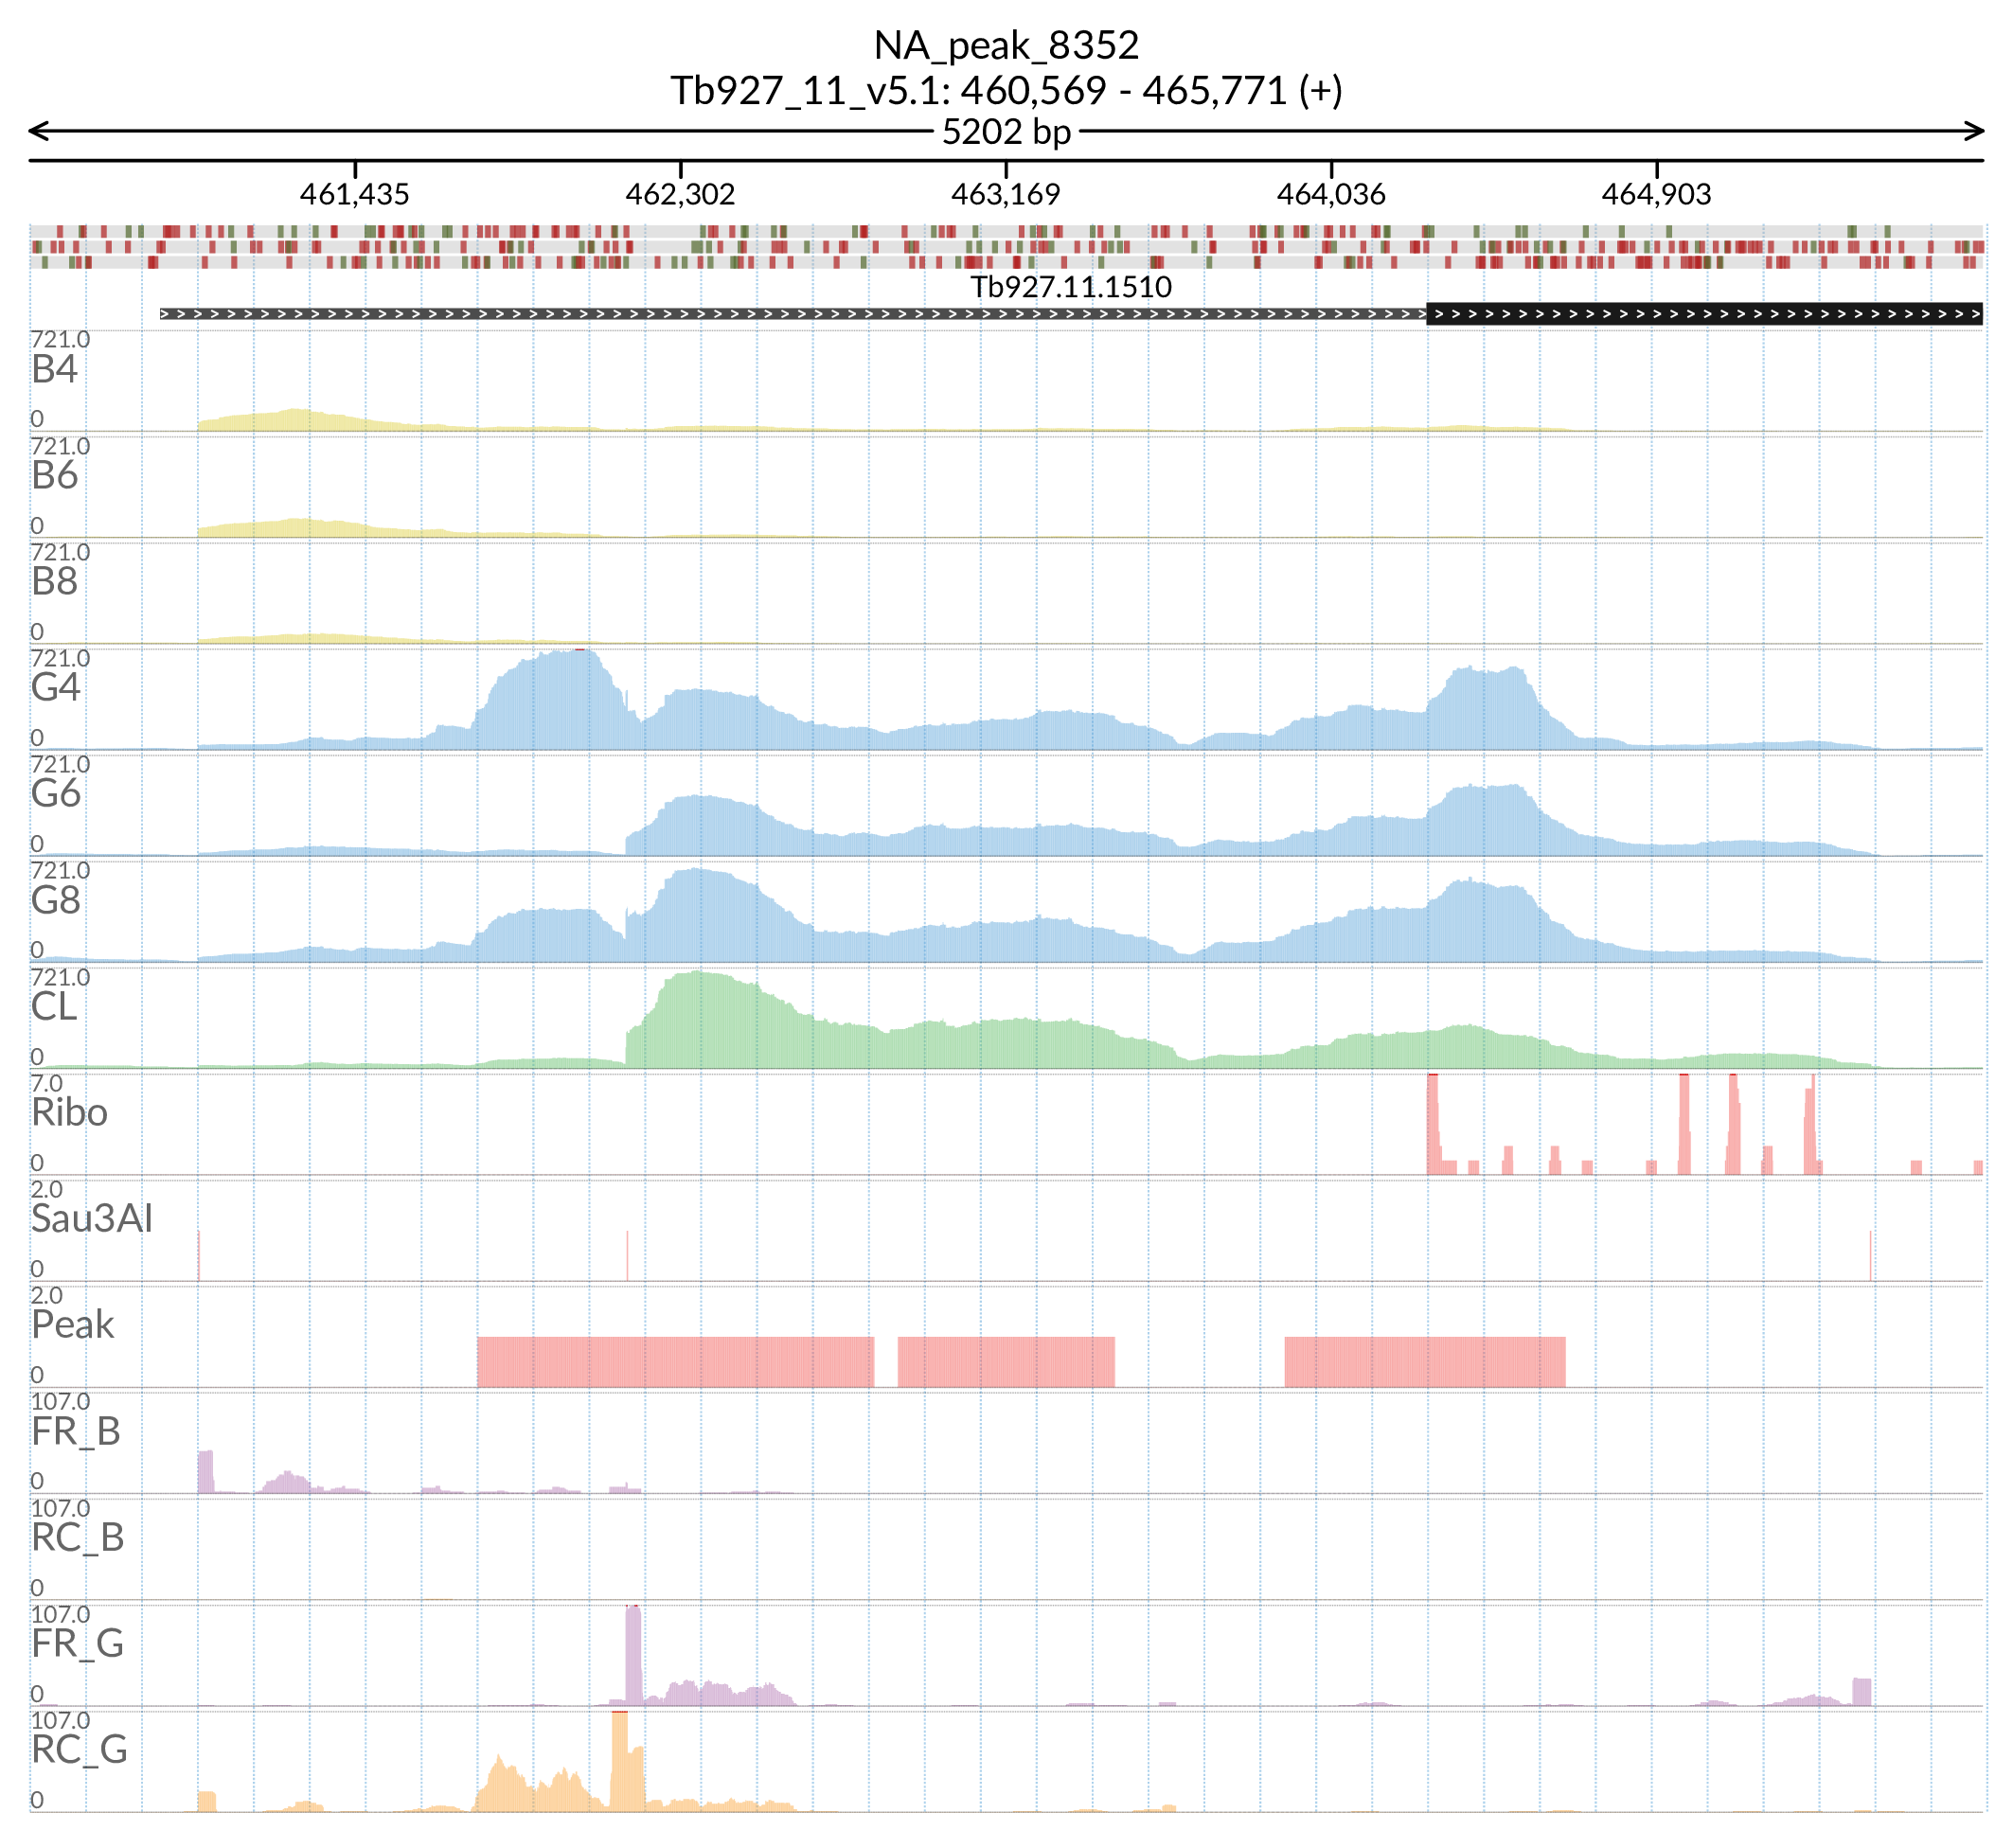 NA_peak_8352
Tb927_11_v5.1: 460,569 - 465,771 (+)
5202 bp
461,435 462,302 463,169 464,036 464,903
Tb927.11.1510
721.0
B4
0
721.0
B6
0
721.0
B8
0
721.0
G4
0
721.0
G6
0
721.0
G8
0
721.0
CL
0
7.0
Ribo
0
2.0
Sau3AI
0
2.0
Peak
0
107.0
FR_B
0
107.0
RC_B
0
107.0
FR_G
0
107.0
RC_G
0